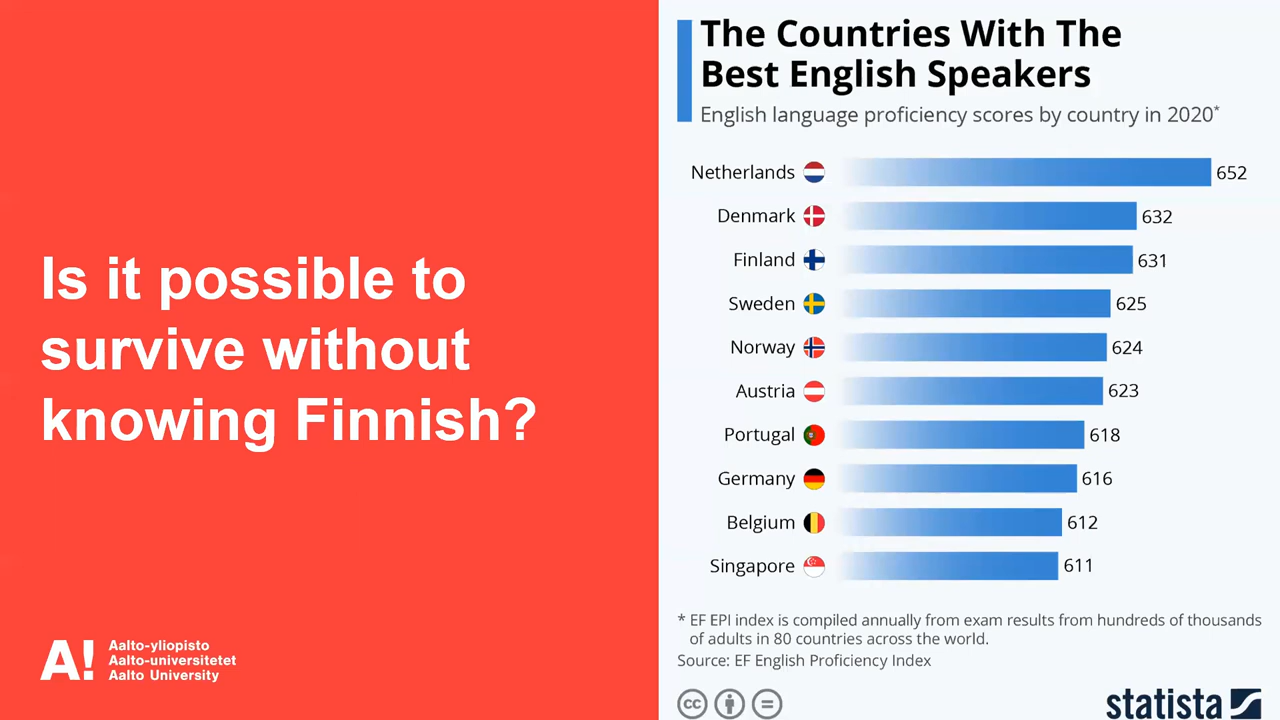 Is it possible to
survive without
knowing Finnish?
A!
Aalto-yliopisto
Aalto-universitetet
Aalto University
The Countries With The
Best English Speakers
English language proficiency scores by country in 2020*
Netherlands 652
Denmark 632
Finland 631
Sweden 625
Norway 624
Austria 623
Portugal 618
Germany 616
Belgium 612
Singapore 611
* EF EPI index is compiled annually from exam results from hundreds of thousands
of adults in 80 countries across the world.
Source: EF English Proficiency Index
cc
statista